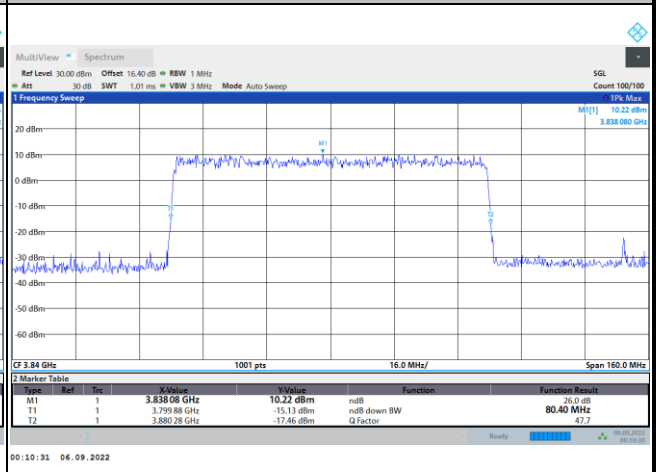 MultiView Spectrum
Ref Level 30.00 dBm Offset 16.40 dB RBW 1 MHz SGL
Att 30 dB SWT 1.01 ms VBW 3 MHz Mode Auto Sweep Count 100/100
1 Frequency Sweep 1Pk Max
M1[1] 10.22 dBm
3.838 080 GHz
20 dBm
M1
10 dBm
0 dBm
-10 dBm
T1
T2
-20 dBm
-30 dBm
-40 dBm
-50 dBm
-60 dBm
CF 3.84 GHz 1001 pts 16.0 MHz/ Span 160.0 MHz
2 Marker Table
Type Ref Trc X-Value Y-Value Function Function Result
M1 1 3.838 08 GHz 10.22 dBm ndB 26.0 dB
T1 1 3.799 88 GHz -15.13 dBm ndB down BW 80.40 MHz
T2 1 3.880 28 GHz -17.46 dBm Q Factor 47.7
Ready 06.09.2022
00:10:30
00:10:31 06.09.2022